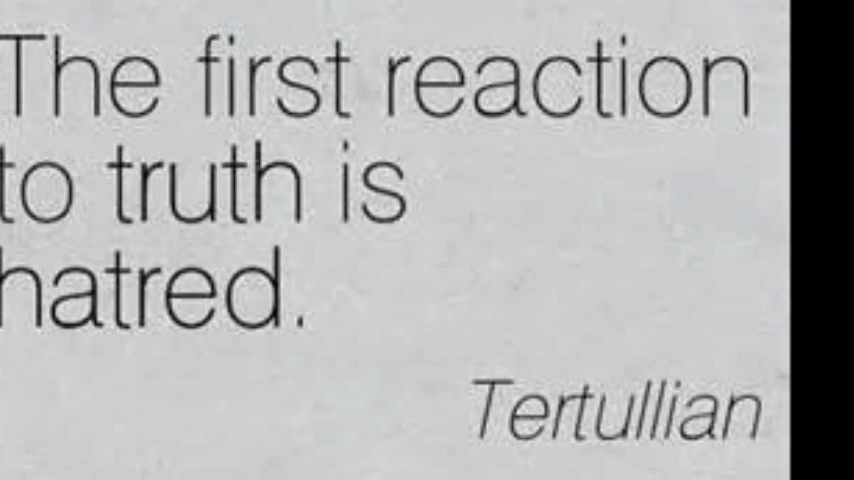 The first reaction
to truth is
hatred.
Tertullian